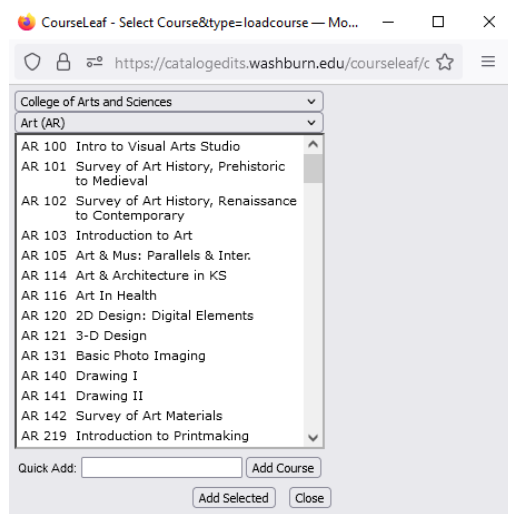 CourseLeaf - Select Course&type=loadcourse — Mo...
https://catalogedits.washburn.edu/courseleaf/c
College of Arts and Sciences
Art (AR)
AR 100 Intro to Visual Arts Studio
AR 101 Survey of Art History, Prehistoric
to Medieval
AR 102 Survey of Art History, Renaissance
to Contemporary
AR 103 Introduction to Art
AR 105 Art & Mus: Parallels & Inter.
AR 114 Art & Architecture in KS
AR 116 Art In Health
AR 120 2D Design: Digital Elements
AR 121 3-D Design
AR 131 Basic Photo Imaging
AR 140 Drawing I
AR 141 Drawing II
AR 142 Survey of Art Materials
AR 219 Introduction to Printmaking
Quick Add: Add Course
Add Selected Close